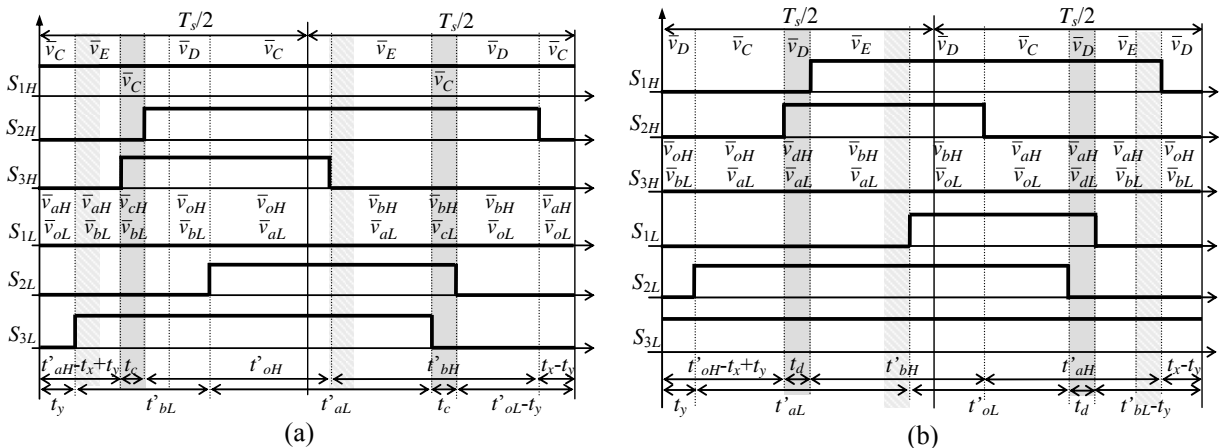 T_s/2 T_s/2
v̅_C v̅_E v̅_D v̅_C v̅_E v̅_D v̅_C
S_1H v̅_C v̅_C
S_2H
S_3H
v̅_aH v̅_aH v̅_cH v̅_oH v̅_oH v̅_bH v̅_bH v̅_bH v̅_aH
v̅_oL v̅_bL v̅_bL v̅_bL v̅_aL v̅_aL v̅_cL v̅_oL v̅_oL
S_1L
S_2L
S_3L
t'_aH-t_x+t_y t_c t'_oH t'_bH t_x-t_y
t_y t'_bL t'_aL t_c t'_oL-t_y
(a)
T_s/2 T_s/2
v̅_D v̅_C v̅_D v̅_E v̅_D v̅_C v̅_D v̅_E v̅_D
S_1H
S_2H
v̅_oH v̅_oH v̅_dH v̅_bH v̅_bH v̅_aH v̅_aH v̅_aH v̅_oH
S_3H v̅_bL v̅_aL v̅_aL v̅_aL v̅_oL v̅_oL v̅_dL v̅_bL v̅_bL
S_1L
S_2L
S_3L
t'_oH-t_x+t_y t_d t'_bH t'_aH t_x-t_y
t_y t'_aL t'_oL t_d t'_bL-t_y
(b)